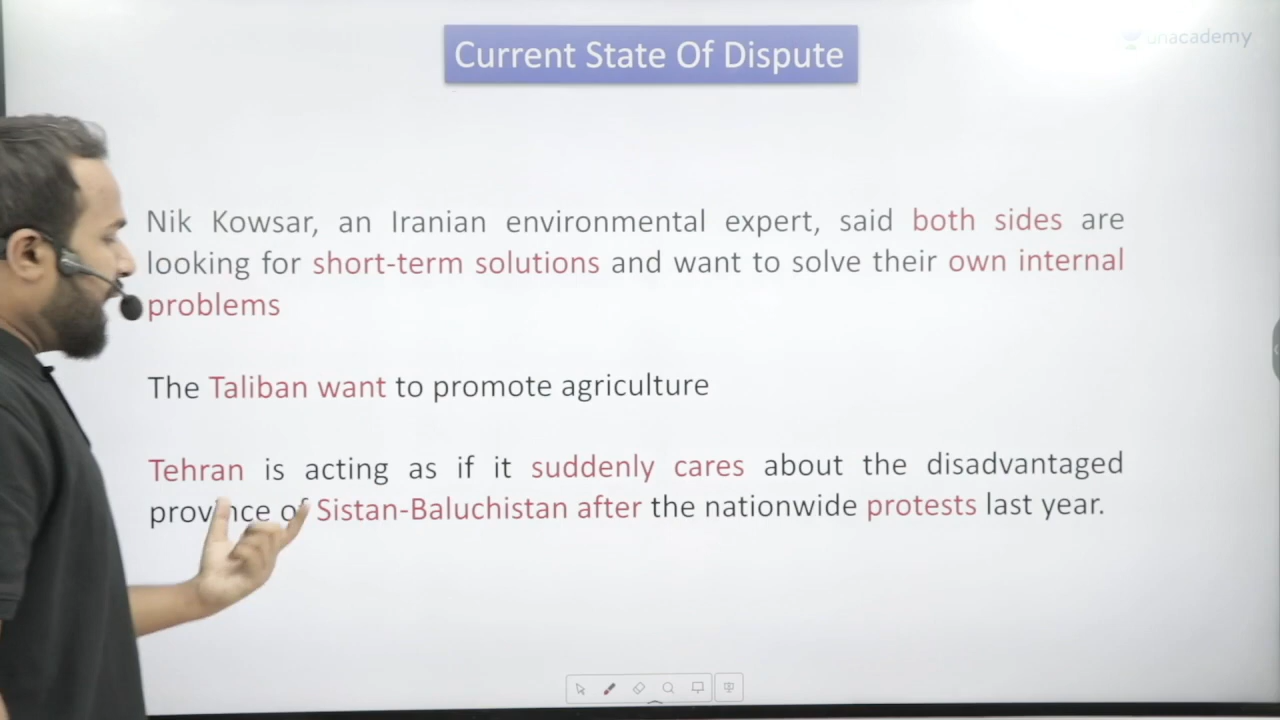 Current State Of Dispute
unacademy
Nik Kowsar, an Iranian environmental expert, said both sides are
looking for short-term solutions and want to solve their own internal
problems
The Taliban want to promote agriculture
Tehran is acting as if it suddenly cares about the disadvantaged
province of Sistan-Baluchistan after the nationwide protests last year.